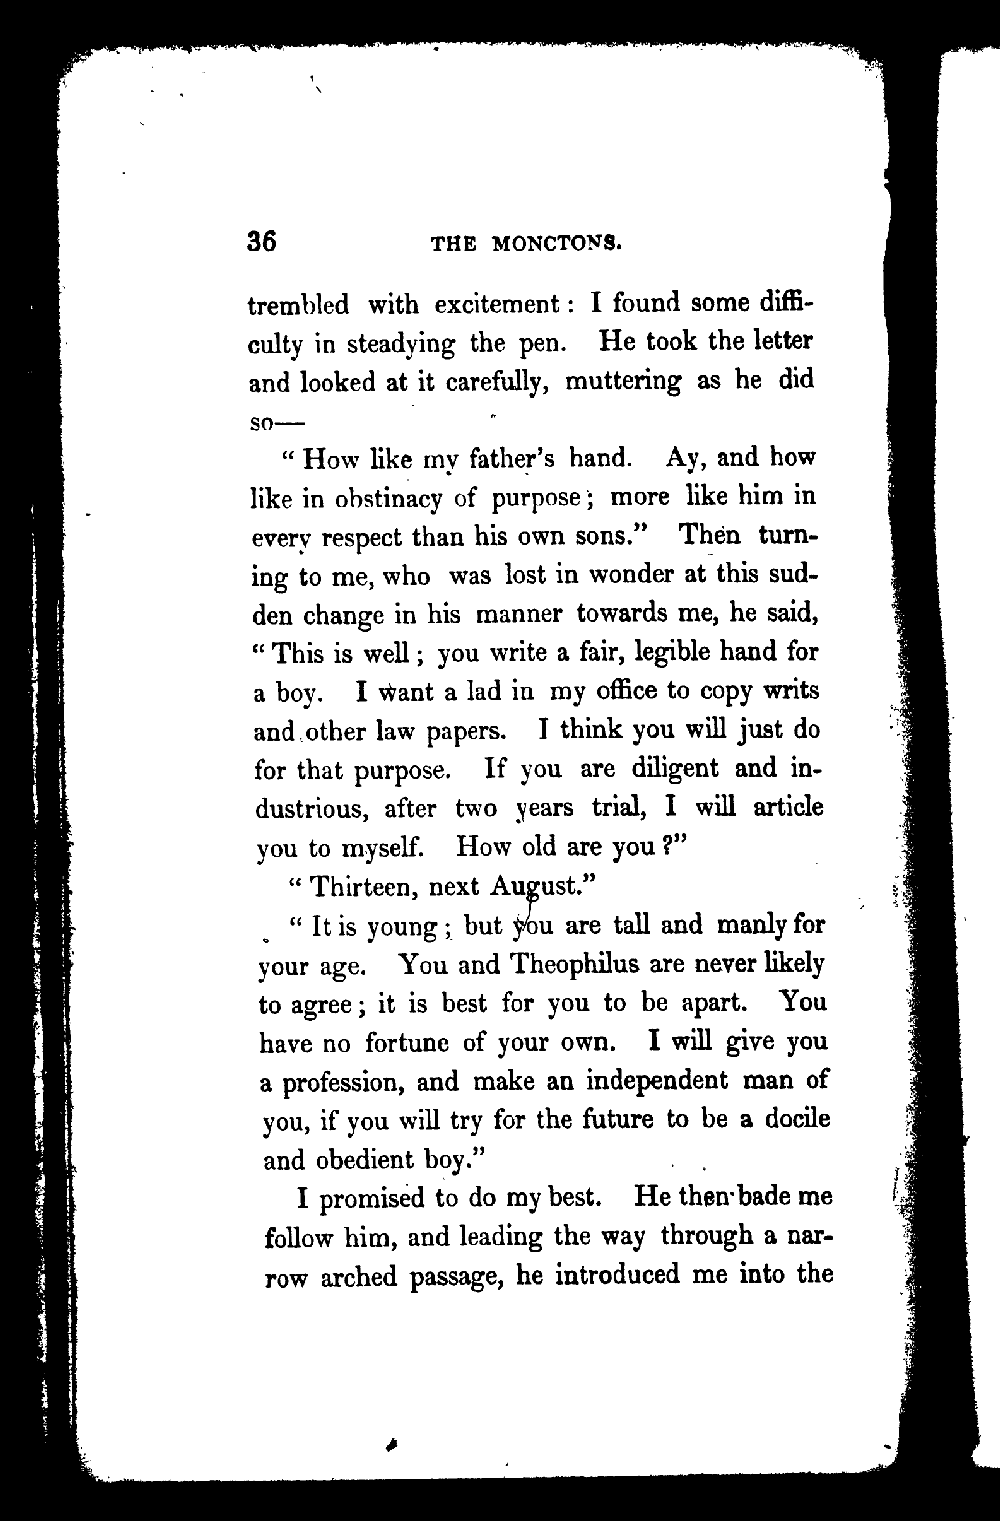 36 THE MONCTONS.
trembled with excitement : I found some diffi-
culty in steadying the pen. He took the letter
and looked at it carefully, muttering as he did
so—
“ How like my father’s hand. Ay, and how
like in obstinacy of purpose ; more like him in
every respect than his own sons.” Then turn-
ing to me, who was lost in wonder at this sud-
den change in his manner towards me, he said,
“ This is well ; you write a fair, legible hand for
a boy. I want a lad in my office to copy writs
and other law papers. I think you will just do
for that purpose. If you are diligent and in-
dustrious, after two years trial, I will article
you to myself. How old are you ?”
“ Thirteen, next August.”
“ It is young ; but you are tall and manly for
your age. You and Theophilus are never likely
to agree ; it is best for you to be apart. You
have no fortune of your own. I will give you
a profession, and make an independent man of
you, if you will try for the future to be a docile
and obedient boy.”
I promised to do my best. He then bade me
follow him, and leading the way through a nar-
row arched passage, he introduced me into the